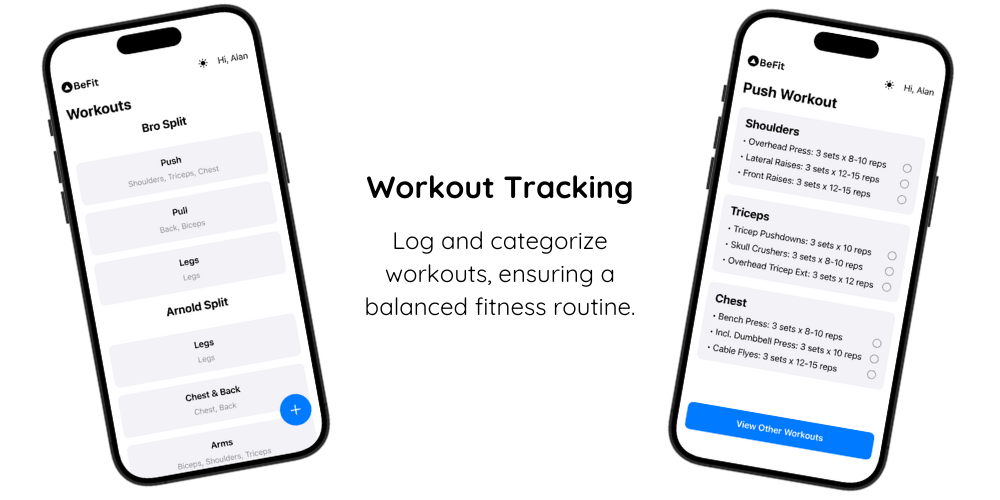 BeFit
Hi, Alan
Workouts
Bro Split
Push
Shoulders, Triceps, Chest
Pull
Back, Biceps
Legs
Legs
Arnold Split
Legs
Legs
Chest & Back
Chest, Back
+
Arms
Biceps, Shoulders, Triceps
Workout Tracking
Log and categorize
workouts, ensuring a
balanced fitness routine.
BeFit
Hi, Alan
Push Workout
Shoulders
• Overhead Press: 3 sets x 8-10 reps
• Lateral Raises: 3 sets x 12-15 reps
• Front Raises: 3 sets x 12-15 reps
Triceps
• Tricep Pushdowns: 3 sets x 10 reps
• Skull Crushers: 3 sets x 8-10 reps
• Overhead Tricep Ext: 3 sets x 12 reps
Chest
• Bench Press: 3 sets x 8-10 reps
• Incl. Dumbbell Press: 3 sets x 10 reps
• Cable Flyes: 3 sets x 12-15 reps
View Other Workouts